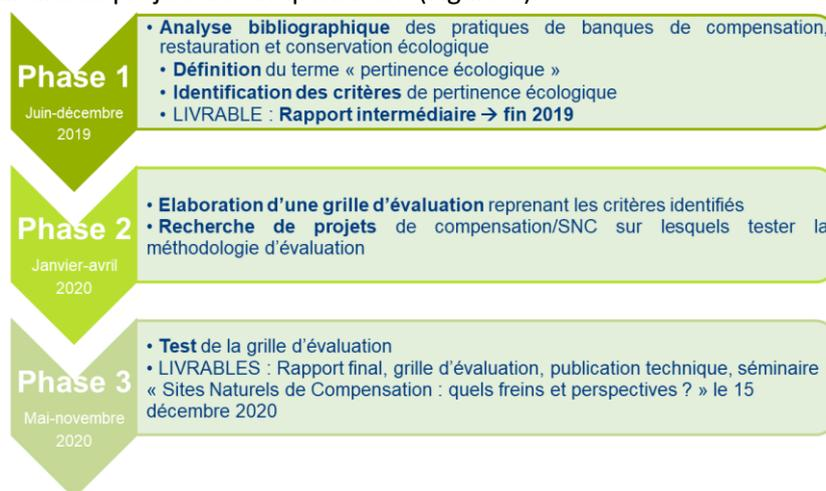 Phase 1
Juin-décembre
2019
• Analyse bibliographique des pratiques de banques de compensation,
restauration et conservation écologique
• Définition du terme « pertinence écologique »
• Identification des critères de pertinence écologique
• LIVRABLE : Rapport intermédiaire → fin 2019
Phase 2
Janvier-avril
2020
• Elaboration d'une grille d'évaluation reprenant les critères identifiés
• Recherche de projets de compensation/SNC sur lesquels tester la
méthodologie d'évaluation
Phase 3
Mai-novembre
2020
• Test de la grille d'évaluation
• LIVRABLES : Rapport final, grille d'évaluation, publication technique, séminaire
« Sites Naturels de Compensation : quels freins et perspectives ? » le 15
décembre 2020